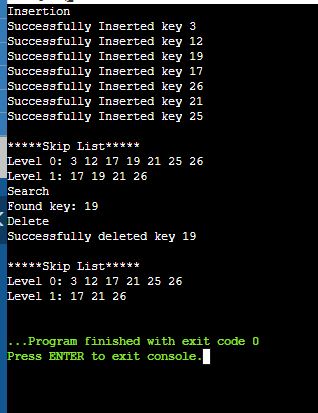 Insertion
Successfully Inserted key 3
Successfully Inserted key 12
Successfully Inserted key 19
Successfully Inserted key 17
Successfully Inserted key 26
Successfully Inserted key 21
Successfully Inserted key 25
*****Skip List*****
Level 0: 3 12 17 19 21 25 26
Level 1: 17 19 21 26
Search
Found key: 19
Delete
Successfully deleted key 19
*****Skip List*****
Level 0: 3 12 17 21 25 26
Level 1: 17 21 26
...Program finished with exit code 0
Press ENTER to exit console.